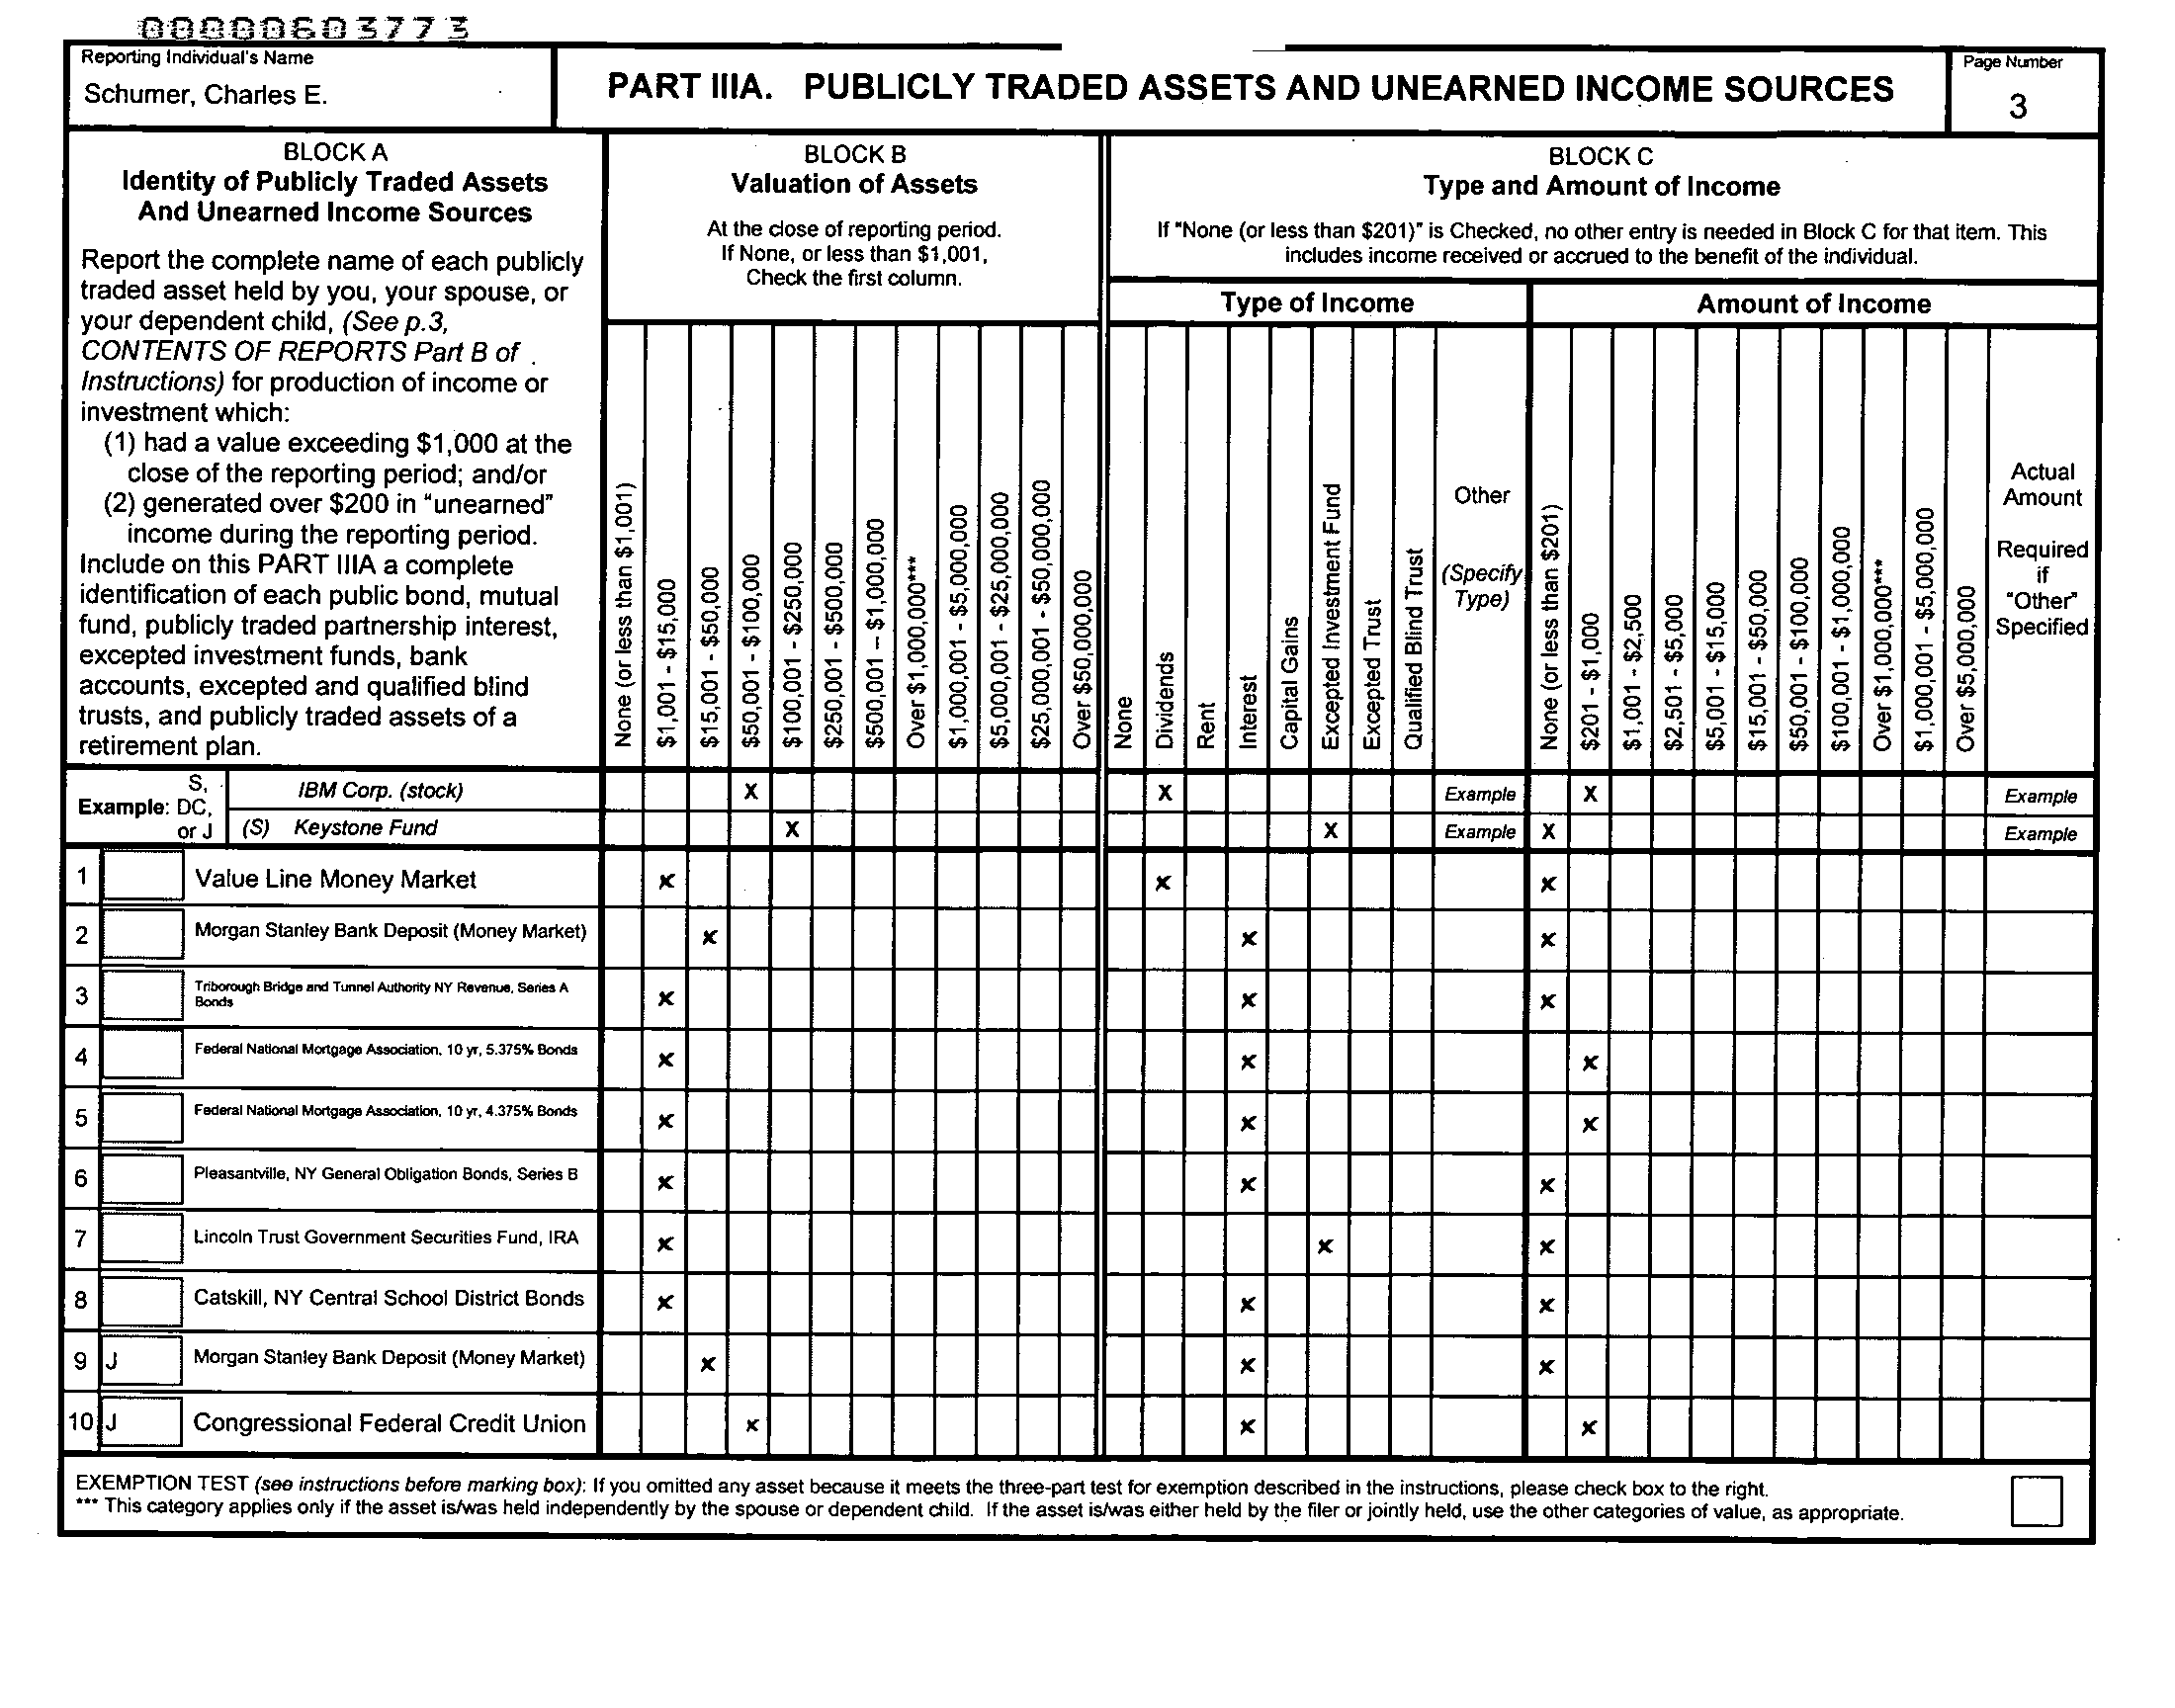 00000603773
Reporting Individual's Name
Schumer, Charles E.
PART IIIA. PUBLICLY TRADED ASSETS AND UNEARNED INCOME SOURCES
Page Number
3
BLOCK A
Identity of Publicly Traded Assets
And Unearned Income Sources
Report the complete name of each publicly
traded asset held by you, your spouse, or
your dependent child, (See p.3,
CONTENTS OF REPORTS Part B of
Instructions) for production of income or
investment which:
(1) had a value exceeding $1,000 at the
close of the reporting period; and/or
(2) generated over $200 in "unearned"
income during the reporting period.
Include on this PART IIIA a complete
identification of each public bond, mutual
fund, publicly traded partnership interest,
excepted investment funds, bank
accounts, excepted and qualified blind
trusts, and publicly traded assets of a
retirement plan.
BLOCK B
Valuation of Assets
At the close of reporting period.
If None, or less than $1,001,
Check the first column.
None (or less than $1,001)
$1,001 - $15,000
$15,001 - $50,000
$50,001 - $100,000
$100,001 - $250,000
$250,001 - $500,000
$500,001 – $1,000,000
Over $1,000,000***
$1,000,001 - $5,000,000
$5,000,001 - $25,000,000
$25,000,001 - $50,000,000
Over $50,000,000
BLOCK C
Type and Amount of Income
If "None (or less than $201)" is Checked, no other entry is needed in Block C for that item. This
includes income received or accrued to the benefit of the individual.
Type of Income
None
Dividends
Rent
Interest
Capital Gains
Excepted Investment Fund
Excepted Trust
Qualified Blind Trust
Other
(Specify
Type)
Amount of Income
None (or less than $201)
$201 - $1,000
$1,001 - $2,500
$2,501 - $5,000
$5,001 - $15,000
$15,001 - $50,000
$50,001 - $100,000
$100,001 - $1,000,000
Over $1,000,000***
$1,000,001 - $5,000,000
Over $5,000,000
Actual
Amount
Required
if
"Other"
Specified
Example:
S,
DC,
or J
IBM Corp. (stock) X X Example X Example
(S) Keystone Fund X X Example X Example
1 Value Line Money Market x x x
2 Morgan Stanley Bank Deposit (Money Market) x x x
3 Triborough Bridge and Tunnel Authority NY Revenue, Series A
Bonds x x x
4 Federal National Mortgage Association, 10 yr, 5.375% Bonds x x x
5 Federal National Mortgage Association, 10 yr, 4.375% Bonds x x x
6 Pleasantville, NY General Obligation Bonds, Series B x x x
7 Lincoln Trust Government Securities Fund, IRA x x x
8 Catskill, NY Central School District Bonds x x x
9 J Morgan Stanley Bank Deposit (Money Market) x x x
10 J Congressional Federal Credit Union x x x
EXEMPTION TEST (see instructions before marking box): If you omitted any asset because it meets the three-part test for exemption described in the instructions, please check box to the right.
*** This category applies only if the asset is/was held independently by the spouse or dependent child. If the asset is/was either held by the filer or jointly held, use the other categories of value, as appropriate.